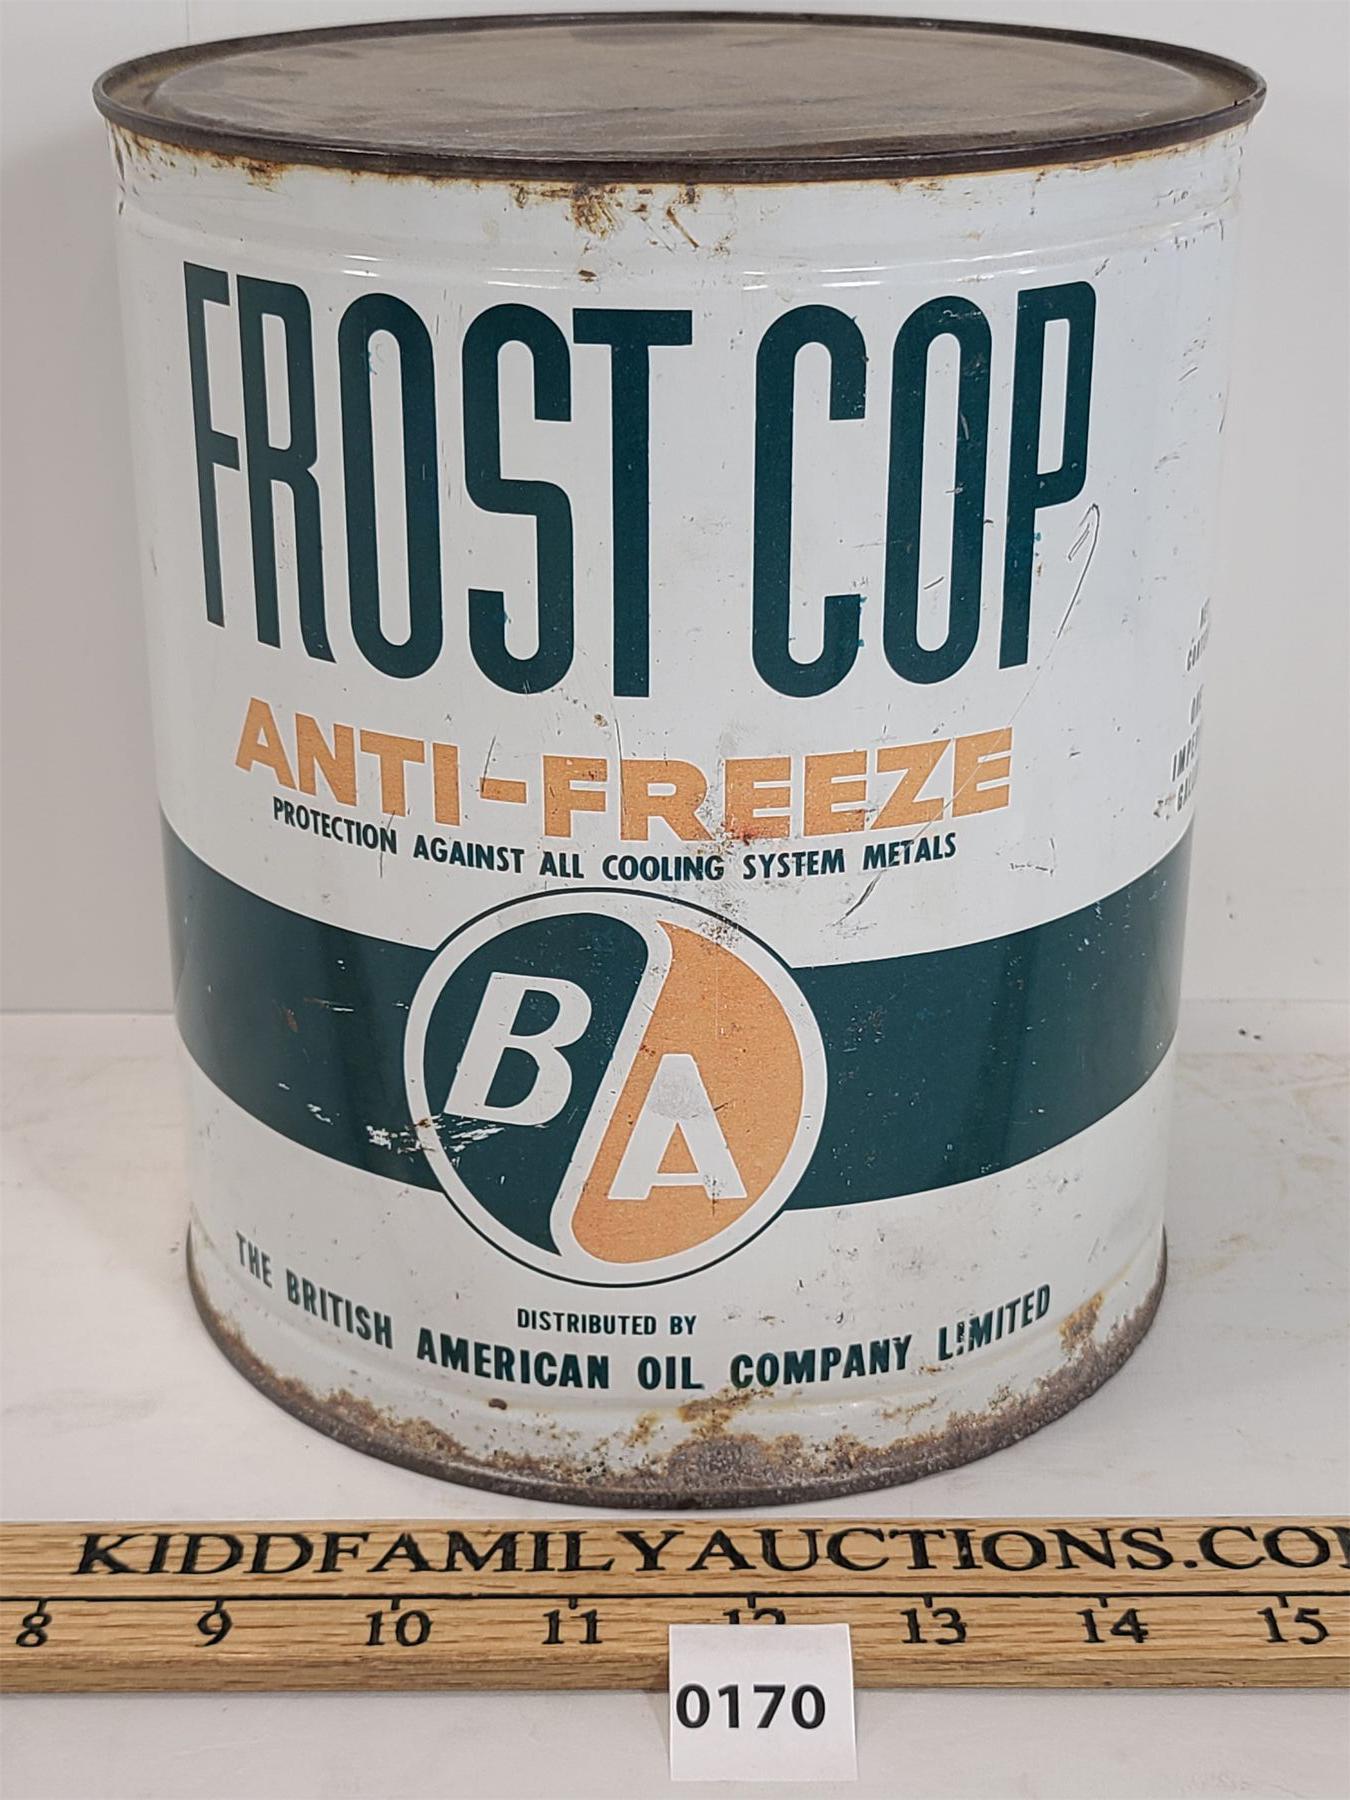 FROST COP
ANTI-FREEZE
PROTECTION AGAINST ALL COOLING SYSTEM METALS
BA
DISTRIBUTED BY
THE BRITISH AMERICAN OIL COMPANY LIMITED
KIDDFAMILYAUCTIONS.CO
8 9 10 11 12 13 14 15
0170